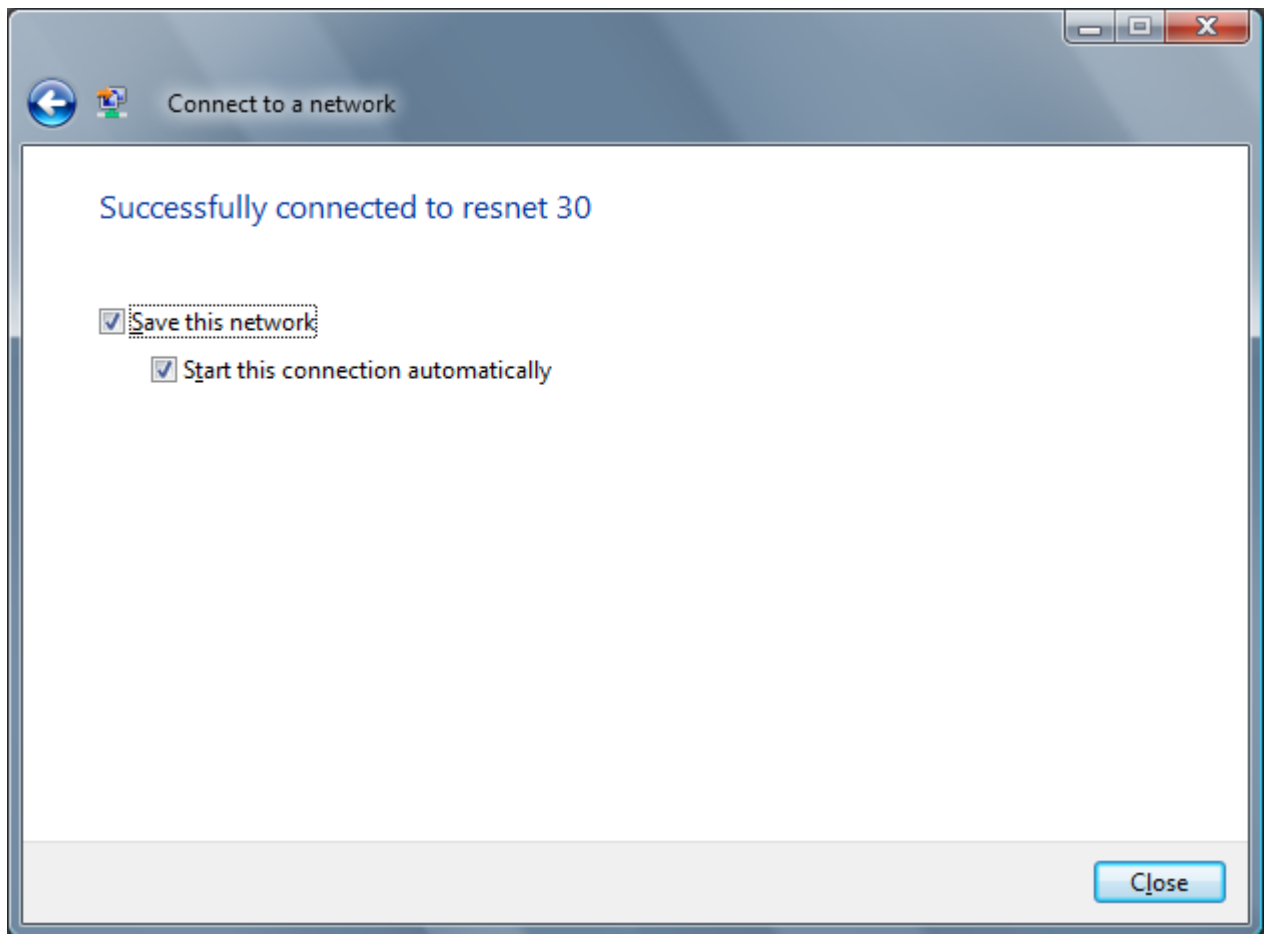 Connect to a network
Successfully connected to resnet 30
Save this network
Start this connection automatically
Close